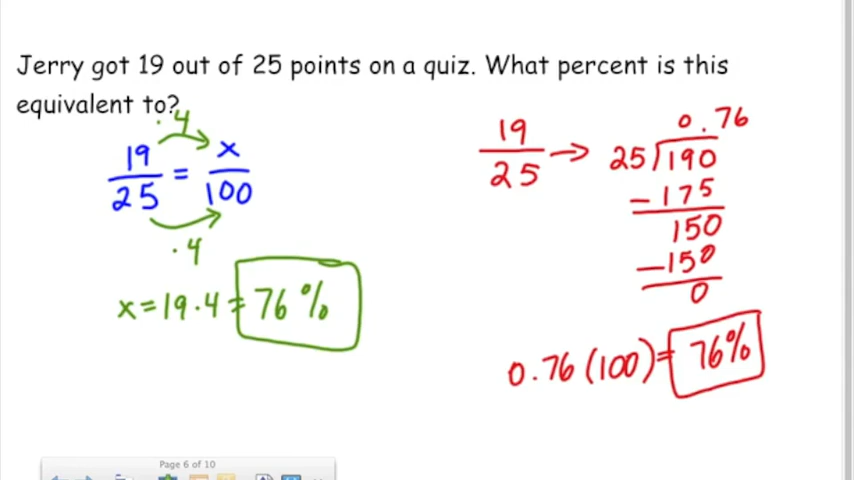 Jerry got 19 out of 25 points on a quiz. What percent is this
equivalent to?
· 4
19/25 = x/100
· 4
x = 19 · 4 = 76 %
19/25 → 25)190
0.76
-175
150
-150
0
0.76 (100) = 76%
Page 6 of 10